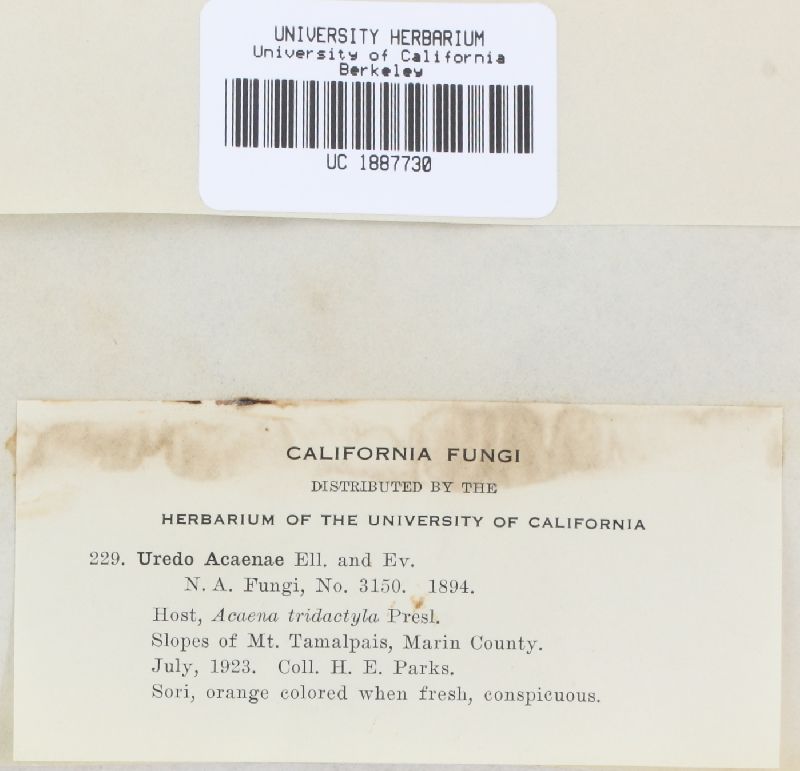 UNIVERSITY HERBARIUM
University of California
Berkeley
UC 1887730
CALIFORNIA FUNGI
DISTRIBUTED BY THE
HERBARIUM OF THE UNIVERSITY OF CALIFORNIA
229. Uredo Acaenae Ell. and Ev.
N. A. Fungi, No. 3150. 1894.
Host, Acaena tridactyla Presl.
Slopes of Mt. Tamalpais, Marin County.
July, 1923. Coll. H. E. Parks.
Sori, orange colored when fresh, conspicuous.